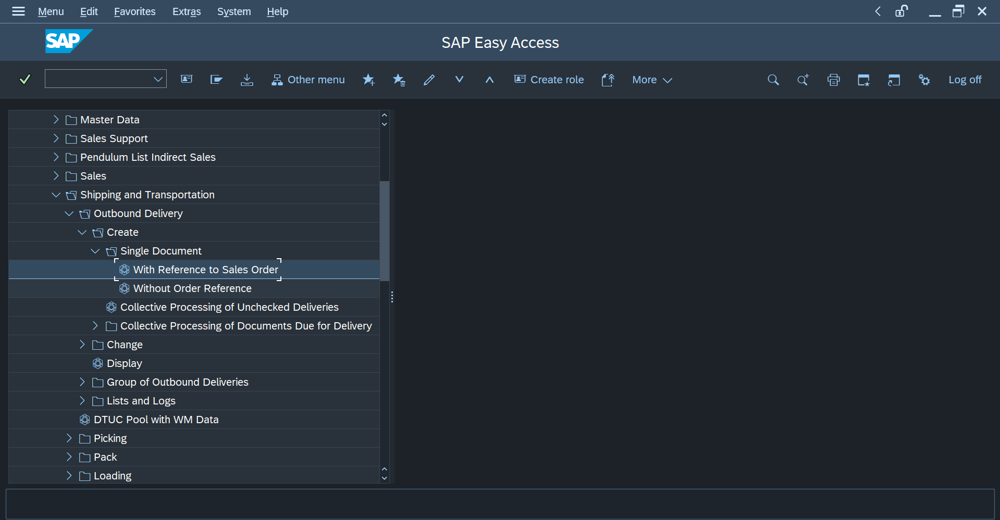 Menu Edit Favorites Extras System Help
SAP
SAP Easy Access
Other menu Create role More Log off
Master Data
Sales Support
Pendulum List Indirect Sales
Sales
Shipping and Transportation
Outbound Delivery
Create
Single Document
With Reference to Sales Order
Without Order Reference
Collective Processing of Unchecked Deliveries
Collective Processing of Documents Due for Delivery
Change
Display
Group of Outbound Deliveries
Lists and Logs
DTUC Pool with WM Data
Picking
Pack
Loading